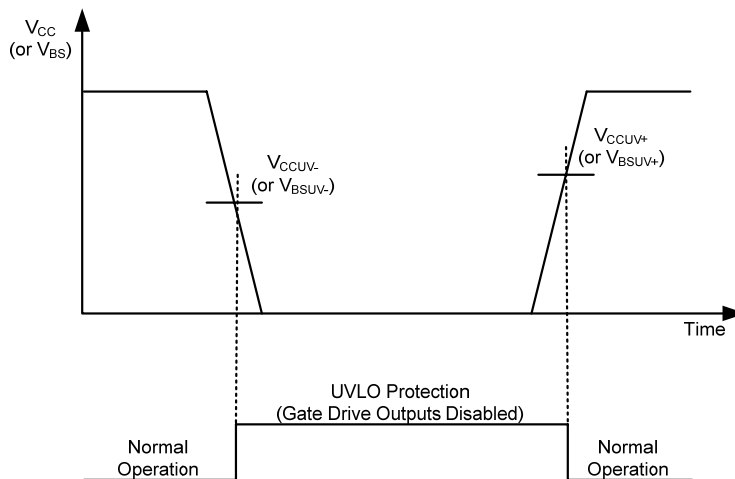 VCC
(or VBS)
VCCUV-
(or VBSUV-)
VCCUV+
(or VBSUV+)
Time
UVLO Protection
(Gate Drive Outputs Disabled)
Normal
Operation
Normal
Operation